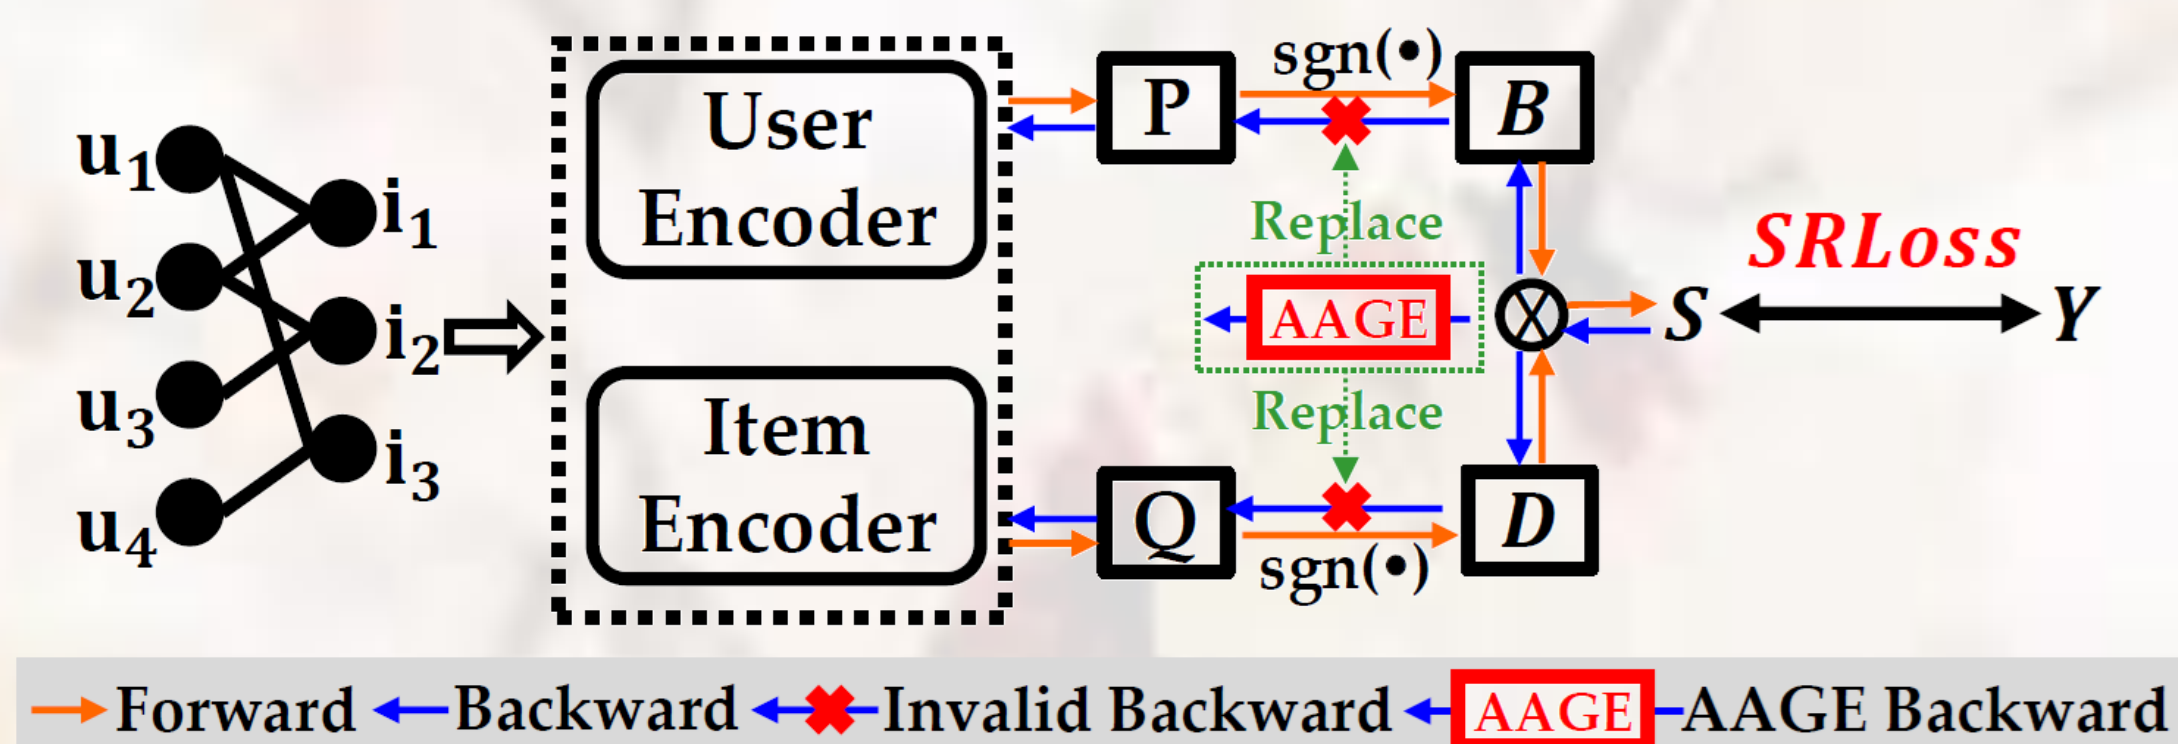 u1
u2
u3
u4
i1
i2
i3
User
Encoder
Item
Encoder
P
sgn(•)
B
Replace
AAGE
Replace
Q
sgn(•)
D
S
SRLoss
Y
Forward
Backward
Invalid Backward
AAGE
AAGE Backward